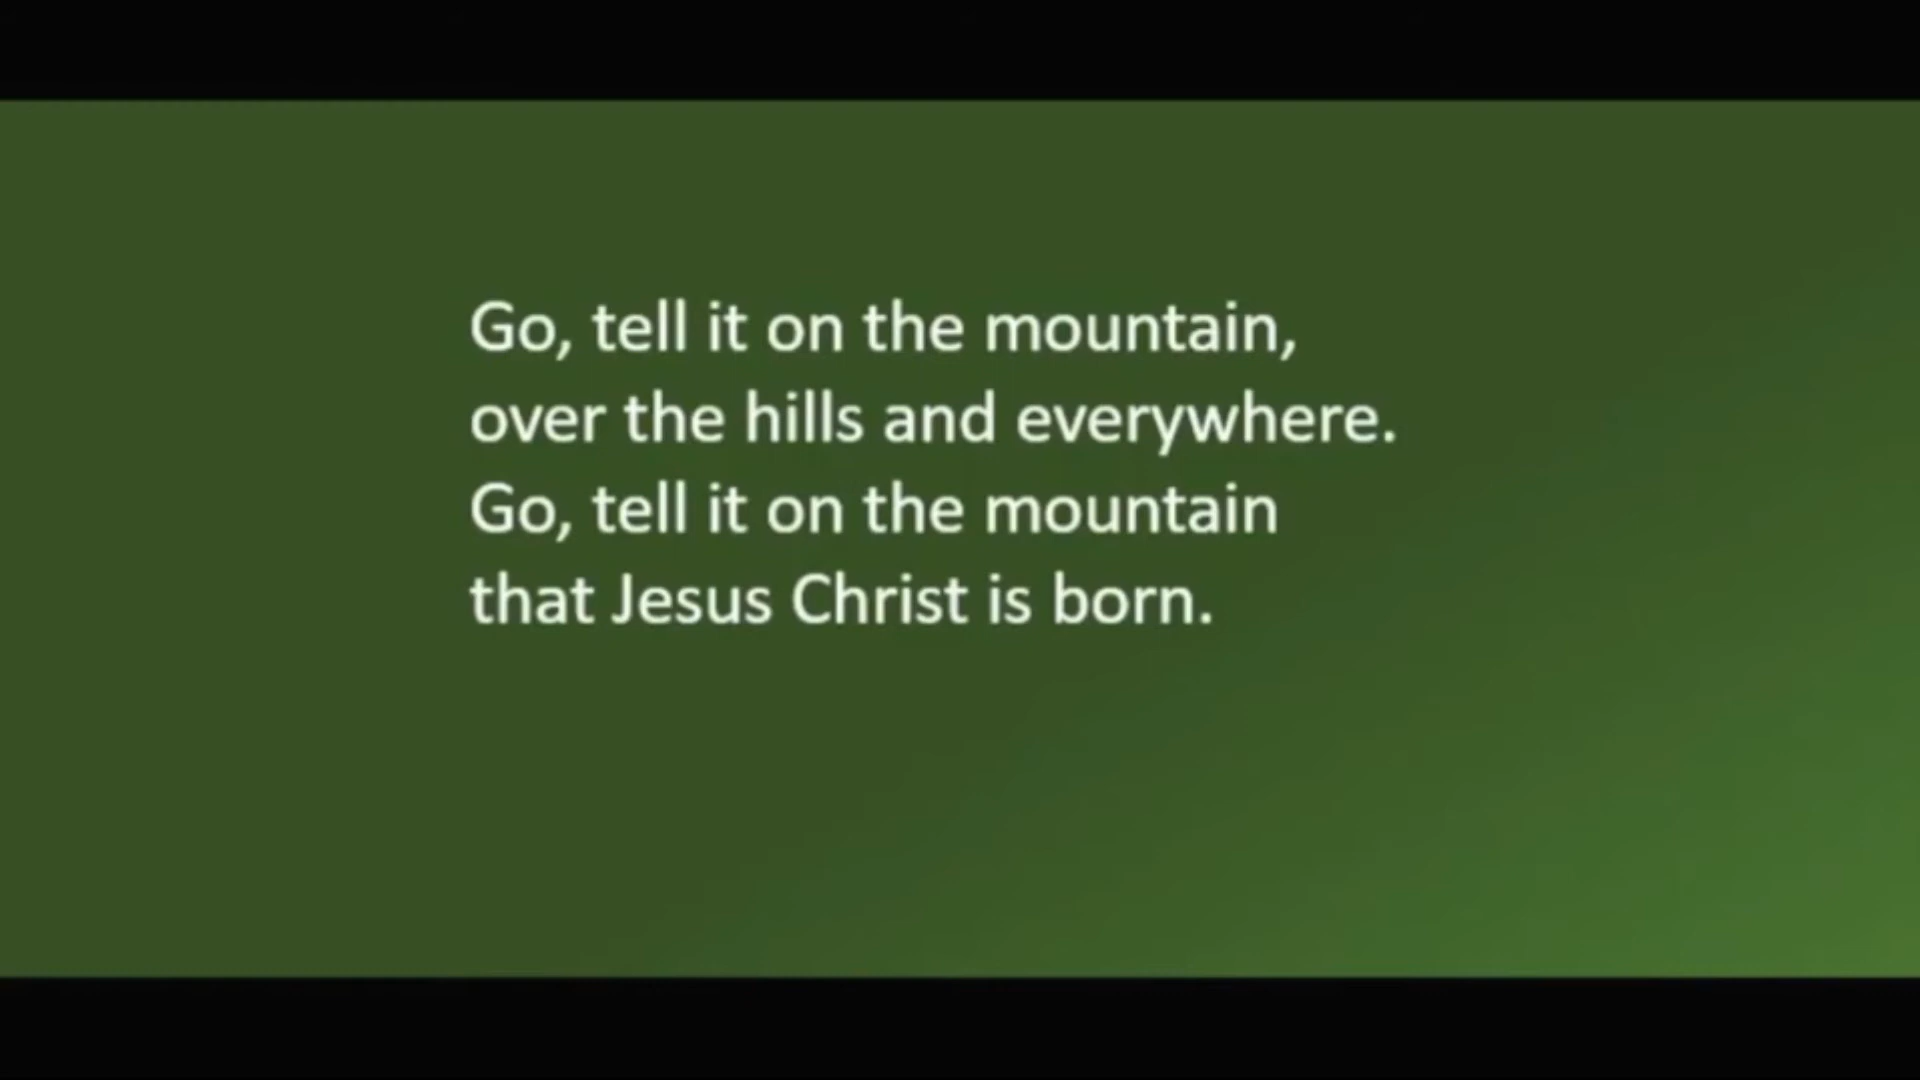 Go, tell it on the mountain,
over the hills and everywhere.
Go, tell it on the mountain
that Jesus Christ is born.